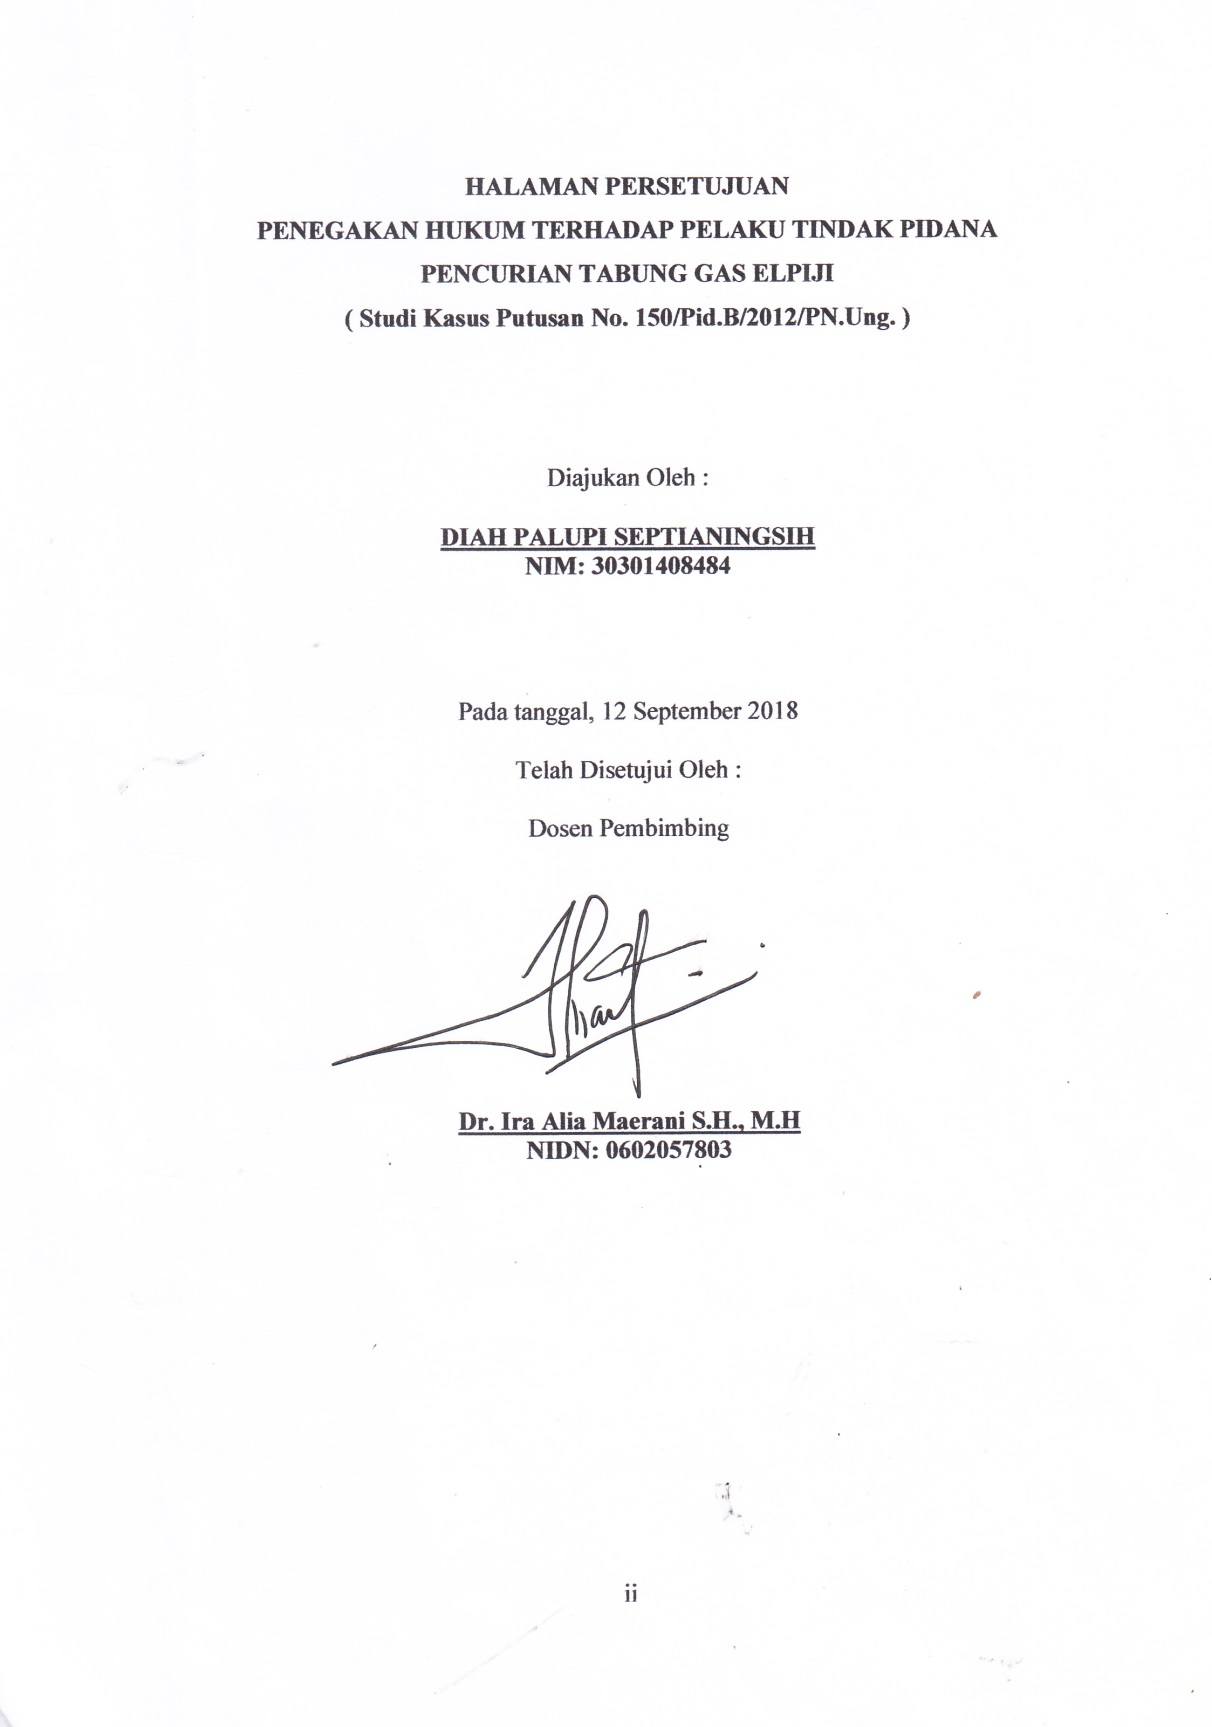 HALAMAN PERSETUJUAN
PENEGAKAN HUKUM TERHADAP PELAKU TINDAK PIDANA
PENCURIAN TABUNG GAS ELPIJI
( Studi Kasus Putusan No. 150/Pid.B/2012/PN.Ung. )
Diajukan Oleh :
DIAH PALUPI SEPTIANINGSIH
NIM: 30301408484
Pada tanggal, 12 September 2018
Telah Disetujui Oleh :
Dosen Pembimbing
Dr. Ira Alia Maerani S.H., M.H
NIDN: 0602057803
ii